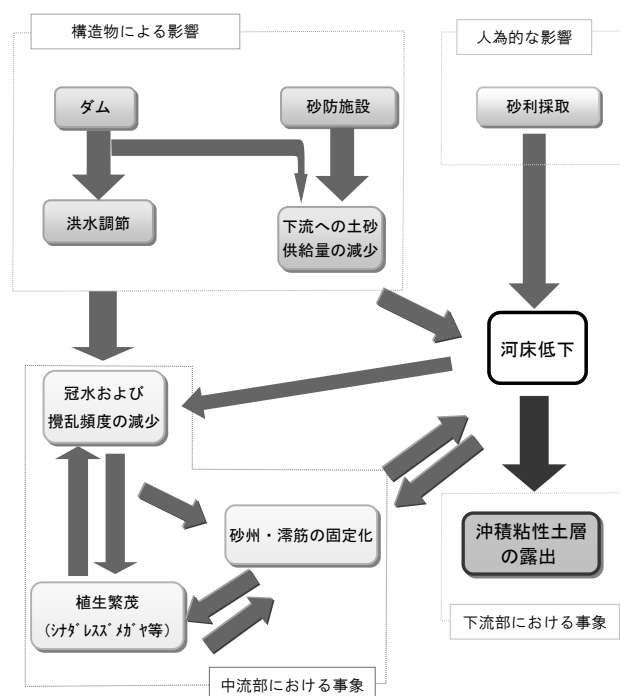 構造物による影響
人為的な影響
ダム
砂防施設
砂利採取
洪水調節
下流への土砂
供給量の減少
河床低下
冠水および
攪乱頻度の減少
砂州・澪筋の固定化
沖積粘性土層
の露出
植生繁茂
(ｼﾅﾀﾞﾚｽｽﾞﾒｶﾞﾔ等)
下流部における事象
中流部における事象